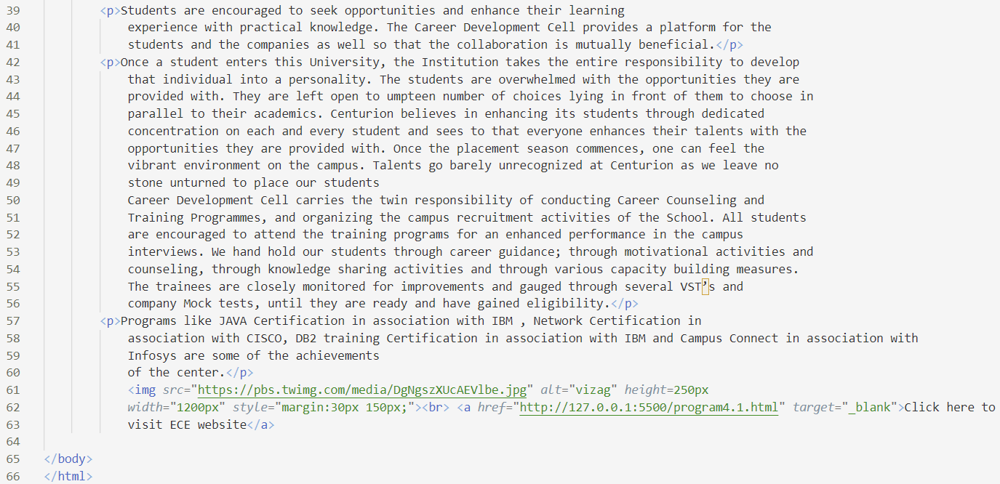 39 <p>Students are encouraged to seek opportunities and enhance their learning
40 experience with practical knowledge. The Career Development Cell provides a platform for the
41 students and the companies as well so that the collaboration is mutually beneficial.</p>
42 <p>Once a student enters this University, the Institution takes the entire responsibility to develop
43 that individual into a personality. The students are overwhelmed with the opportunities they are
44 provided with. They are left open to umpteen number of choices lying in front of them to choose in
45 parallel to their academics. Centurion believes in enhancing its students through dedicated
46 concentration on each and every student and sees to that everyone enhances their talents with the
47 opportunities they are provided with. Once the placement season commences, one can feel the
48 vibrant environment on the campus. Talents go barely unrecognized at Centurion as we leave no
49 stone unturned to place our students
50 Career Development Cell carries the twin responsibility of conducting Career Counseling and
51 Training Programmes, and organizing the campus recruitment activities of the School. All students
52 are encouraged to attend the training programs for an enhanced performance in the campus
53 interviews. We hand hold our students through career guidance; through motivational activities and
54 counseling, through knowledge sharing activities and through various capacity building measures.
55 The trainees are closely monitored for improvements and gauged through several VST’s and
56 company Mock tests, until they are ready and have gained eligibility.</p>
57 <p>Programs like JAVA Certification in association with IBM , Network Certification in
58 association with CISCO, DB2 training Certification in association with IBM and Campus Connect in association with
59 Infosys are some of the achievements
60 of the center.</p>
61 <img src="https://pbs.twimg.com/media/DgNgszXUcAEVlbe.jpg" alt="vizag" height=250px
62 width="1200px" style="margin:30px 150px;"><br> <a href="http://127.0.0.1:5500/program4.1.html" target="_blank">Click here to
63 visit ECE website</a>
64
65 </body>
66 </html>